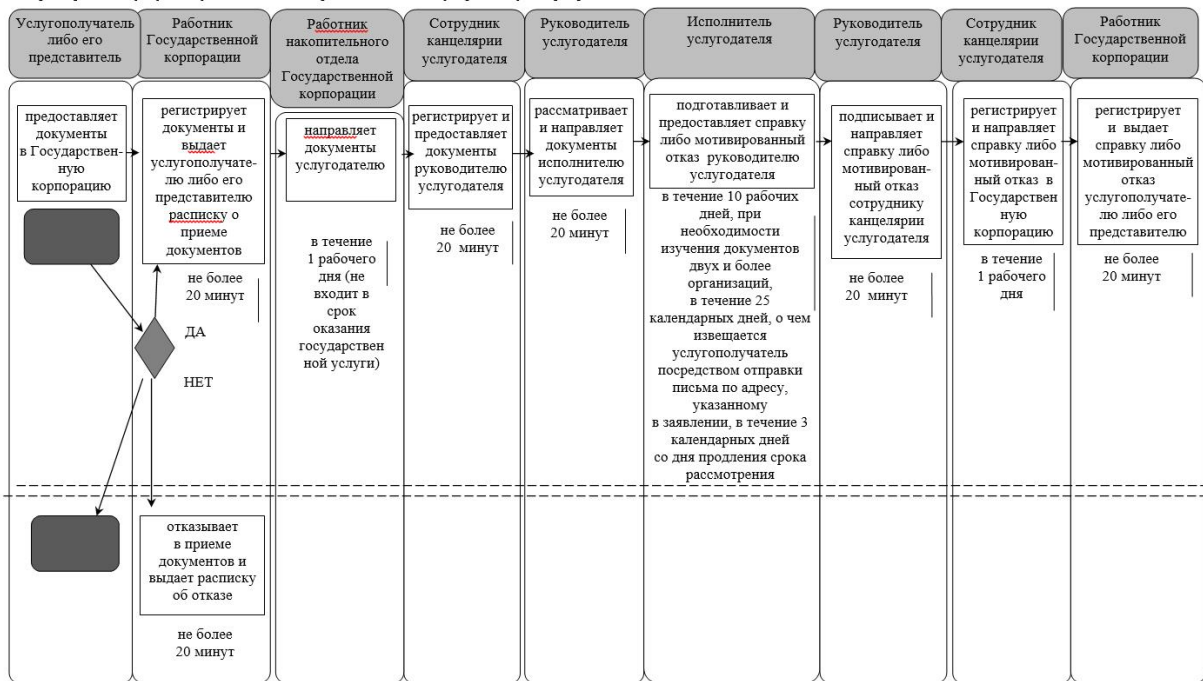 Услугополучатель
либо его
представитель
Работник
Государственной
корпорации
Работник
накопительного
отдела
Государственной
корпорации
Сотрудник
канцелярии
услугодателя
Руководитель
услугодателя
Исполнитель
услугодателя
Руководитель
услугодателя
Сотрудник
канцелярии
услугодателя
Работник
Государственной
корпорации
предоставляет
документы
в Государствен-
ную
корпорацию
регистрирует
документы и
выдает
услугополучате-
лю либо его
представителю
расписку о
приеме
документов
не более
20 минут
ДА
НЕТ
направляет
документы
услугодателю
в течение
1 рабочего
дня (не
входит в
срок
оказания
государствен
ной услуги)
регистрирует и
предоставляет
документы
руководителю
услугодателя
не более
20 минут
рассматривает
и направляет
документы
исполнителю
услугодателя
не более
20 минут
подготавливает и
предоставляет справку
либо мотивированный
отказ руководителю
услугодателя
в течение 10 рабочих
дней, при
необходимости
изучения документов
двух и более
организаций,
в течение 25
календарных дней, о чем
извещается
услугополучатель
посредством отправки
письма по адресу,
указанному
в заявлении, в течение 3
календарных дней
со дня продления срока
рассмотрения
подписывает и
направляет
справку либо
мотивирован-
ный отказ
сотруднику
канцелярии
услугодателя
не более
20 минут
регистрирует
и направляет
справку либо
мотивирован-
ный отказ в
Государствен
ную
корпорацию
в течение
1 рабочего
дня
регистрирует
и выдает
справку либо
мотивированный
отказ
услугополучате-
лю либо его
представителю
не более
20 минут
отказывает
в приеме
документов и
выдает расписку
об отказе
не более
20 минут